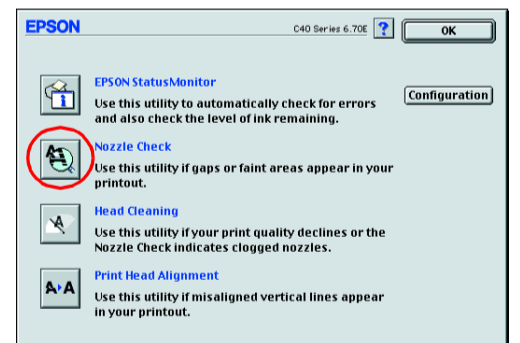 EPSON C40 Series 6.70E ? OK
EPSON StatusMonitor
Use this utility to automatically check for errors
and also check the level of ink remaining.
Configuration
Nozzle Check
Use this utility if gaps or faint areas appear in your
printout.
Head Cleaning
Use this utility if your print quality declines or the
Nozzle Check indicates clogged nozzles.
Print Head Alignment
Use this utility if misaligned vertical lines appear
in your printout.